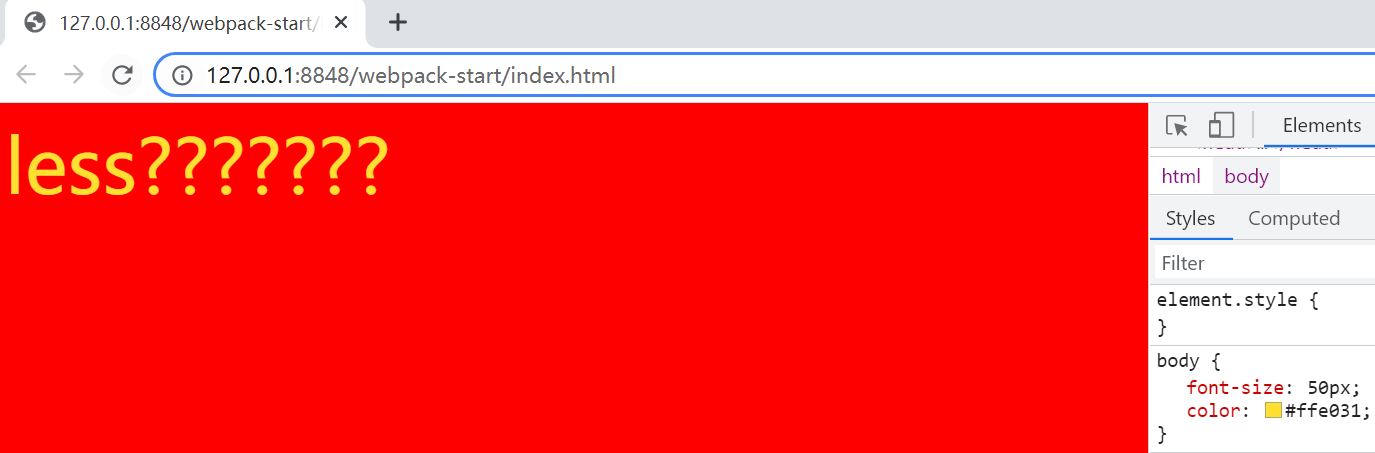 127.0.0.1:8848/webpack-start/
127.0.0.1:8848/webpack-start/index.html
less???????
Elements
html body
Styles Computed
Filter
element.style {
}
body {
font-size: 50px;
color: #ffe031;
}